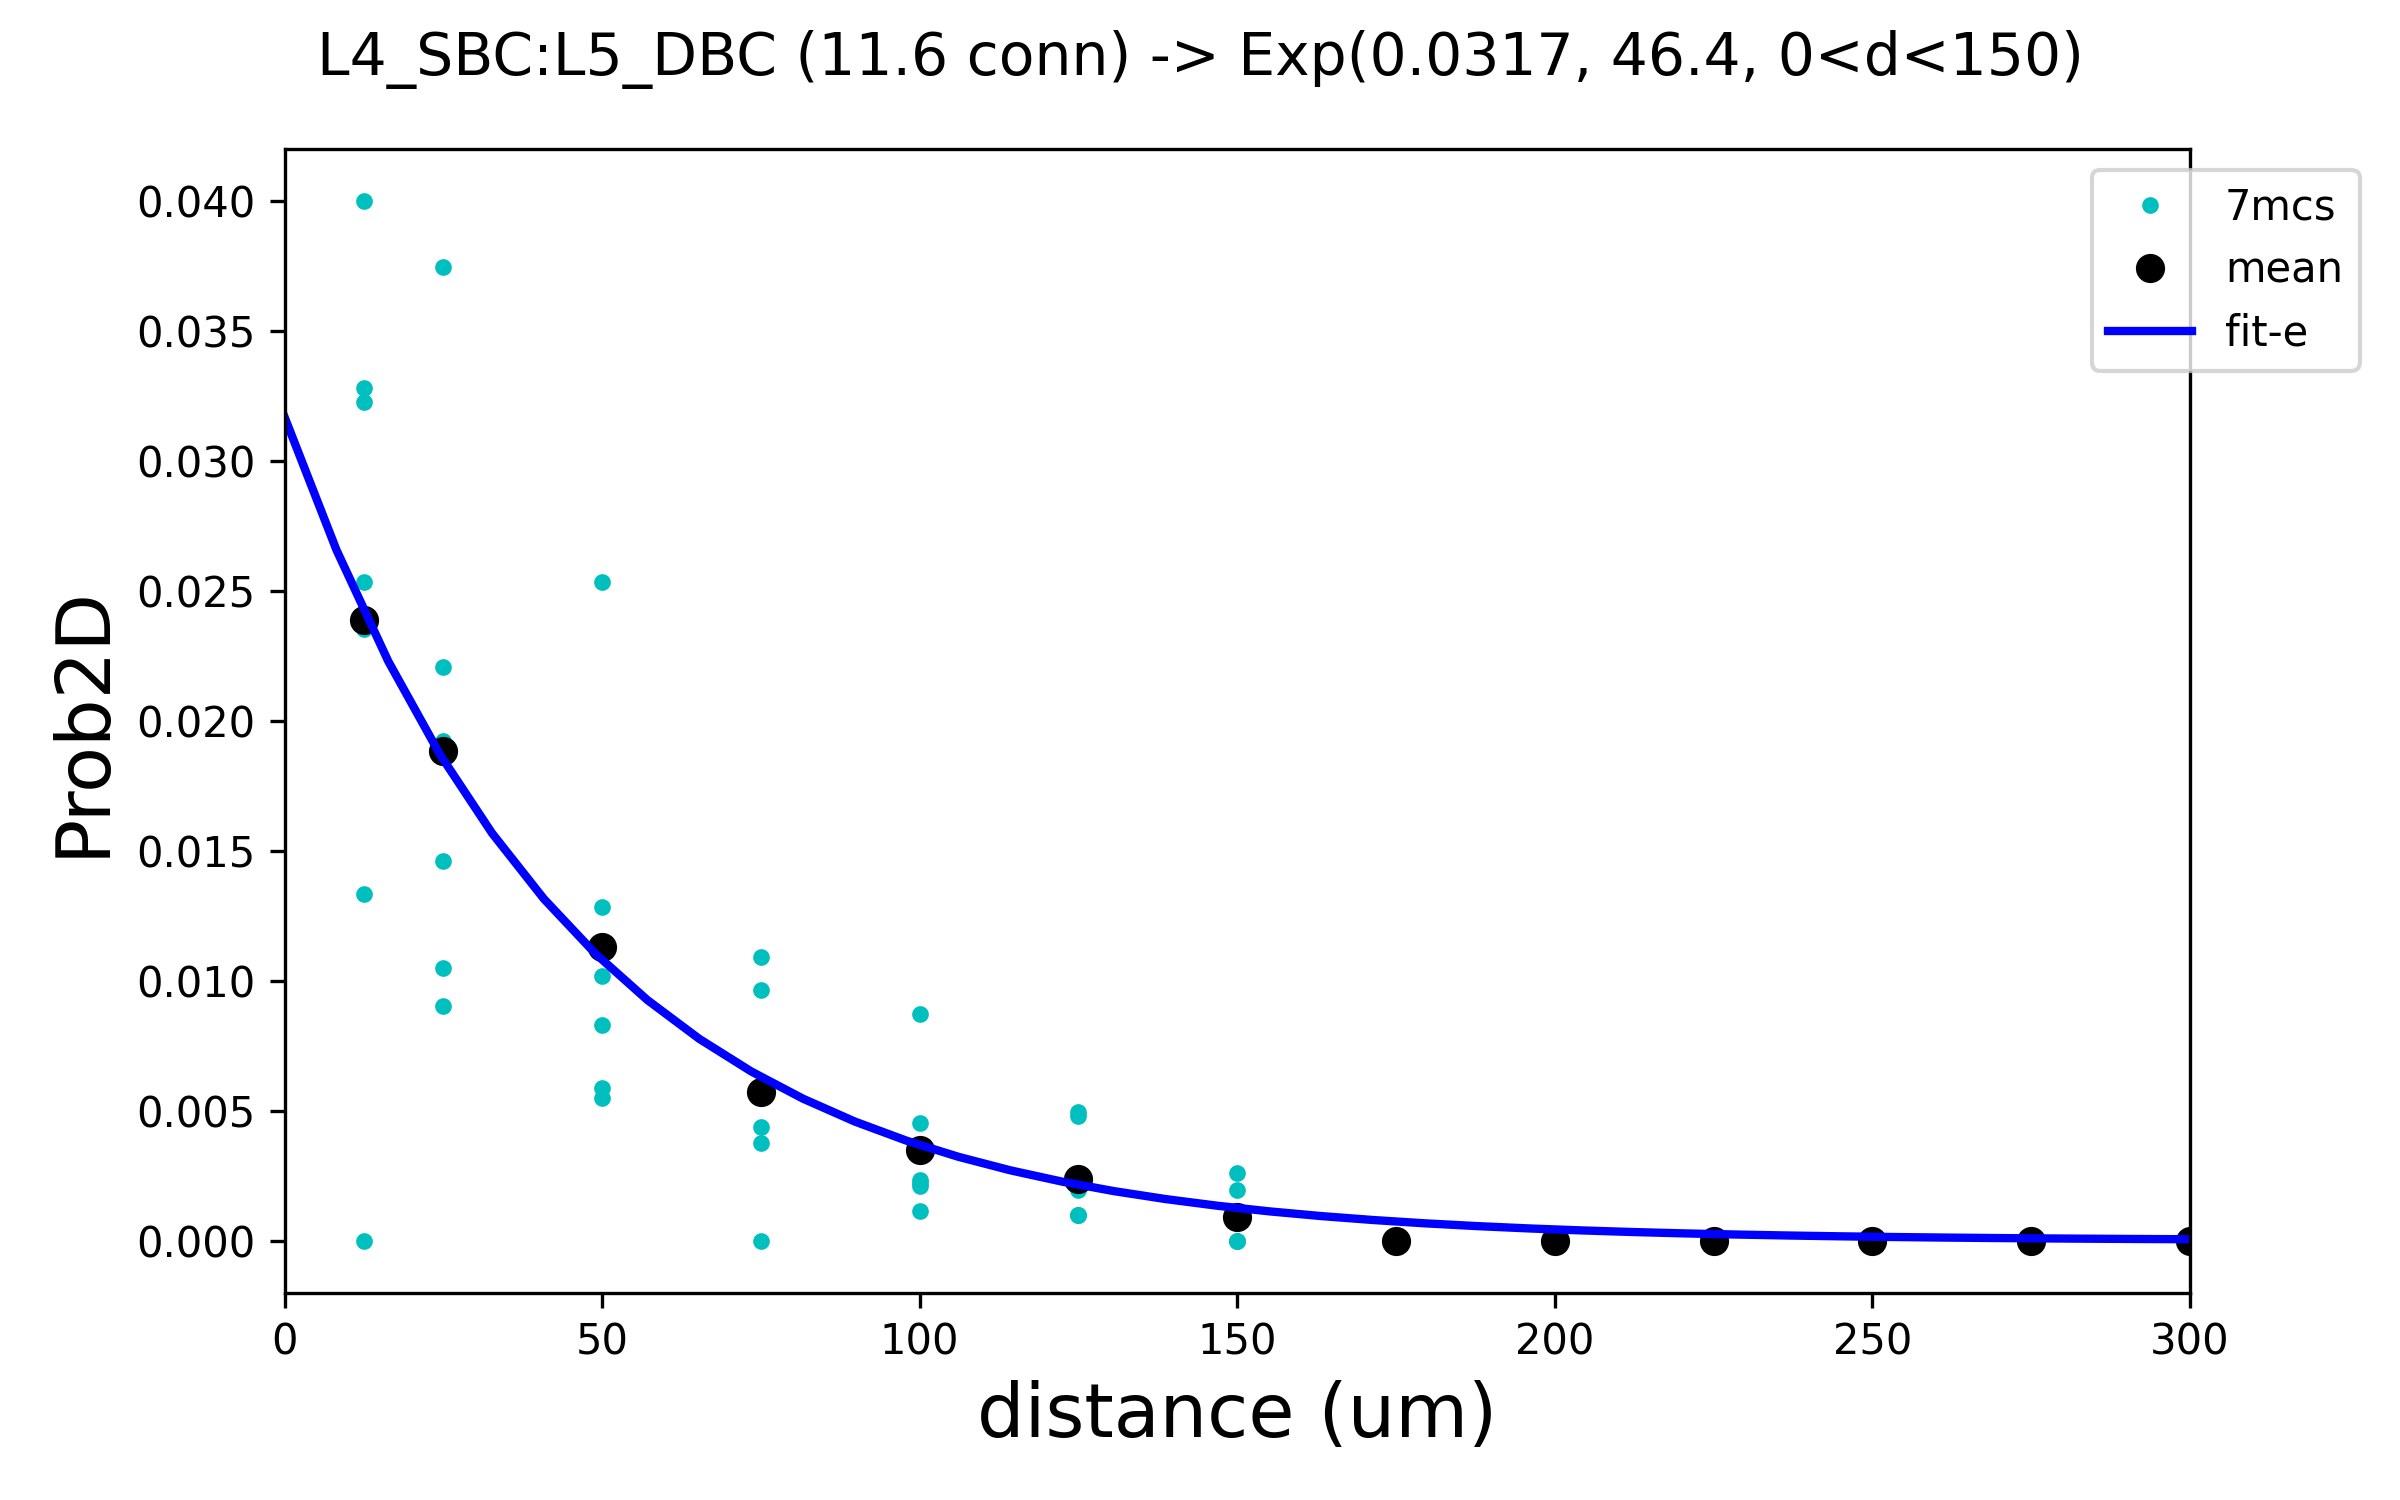 L4_SBC:L5_DBC (11.6 conn) -> Exp(0.0317, 46.4, 0<d<150)
7mcs
mean
fit-e
Prob2D
0.040
0.035
0.030
0.025
0.020
0.015
0.010
0.005
0.000
0 50 100 150 200 250 300
distance (um)